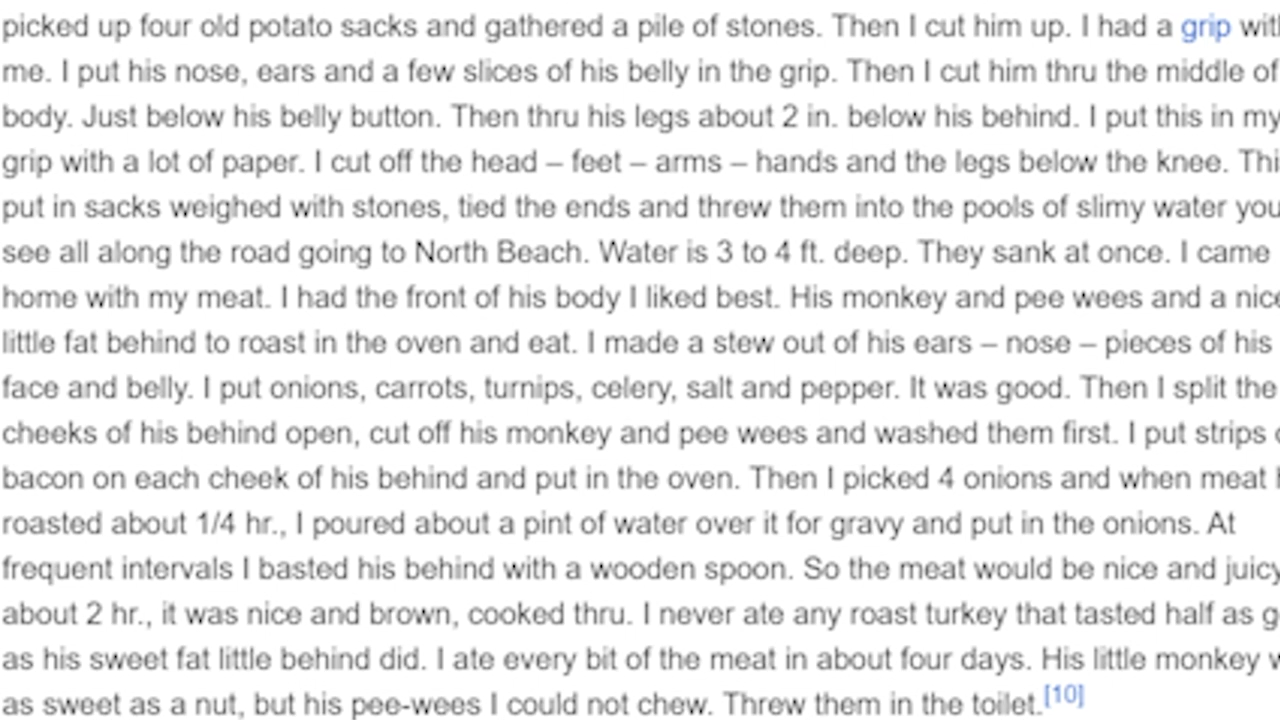 picked up four old potato sacks and gathered a pile of stones. Then I cut him up. I had a grip
me. I put his nose, ears and a few slices of his belly in the grip. Then I cut him thru the middle of
body. Just below his belly button. Then thru his legs about 2 in. below his behind. I put this in my
grip with a lot of paper. I cut off the head – feet – arms – hands and the legs below the knee.
put in sacks weighed with stones, tied the ends and threw them into the pools of slimy water you
see all along the road going to North Beach. Water is 3 to 4 ft. deep. They sank at once. I came
home with my meat. I had the front of his body I liked best. His monkey and pee wees and a nice
little fat behind to roast in the oven and eat. I made a stew out of his ears – nose – pieces of his
face and belly. I put onions, carrots, turnips, celery, salt and pepper. It was good. Then I split the
cheeks of his behind open, cut off his monkey and pee wees and washed them first. I put strips
bacon on each cheek of his behind and put in the oven. Then I picked 4 onions and when meat
roasted about 1/4 hr., I poured about a pint of water over it for gravy and put in the onions. At
frequent intervals I basted his behind with a wooden spoon. So the meat would be nice and juicy
about 2 hr., it was nice and brown, cooked thru. I never ate any roast turkey that tasted half as
as his sweet fat little behind did. I ate every bit of the meat in about four days. His little monkey
as sweet as a nut, but his pee-wees I could not chew. Threw them in the toilet.[10]